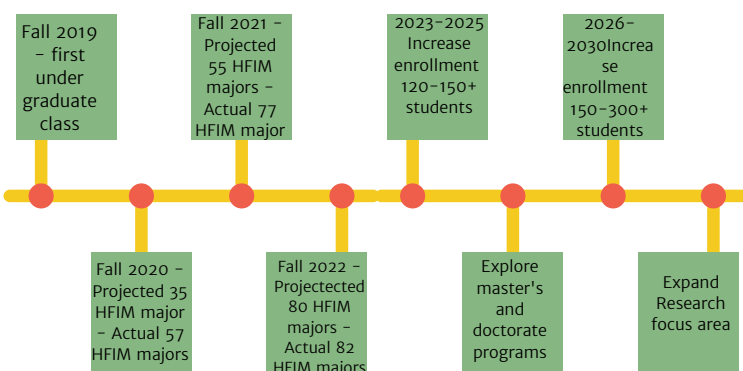 Fall 2019
- first
under
graduate
class
Fall 2020 -
Projected 35
HFIM major
- Actual 57
HFIM majors
Fall 2021 -
Projected
55 HFIM
majors -
Actual 77
HFIM major
Fall 2022 -
Projectected
80 HFIM
majors -
Actual 82
HFIM majors
2023-2025
Increase
enrollment
120-150+
students
Explore
master's
and
doctorate
programs
2026-
2030Increa
se
enrollment
150-300+
students
Expand
Research
focus area